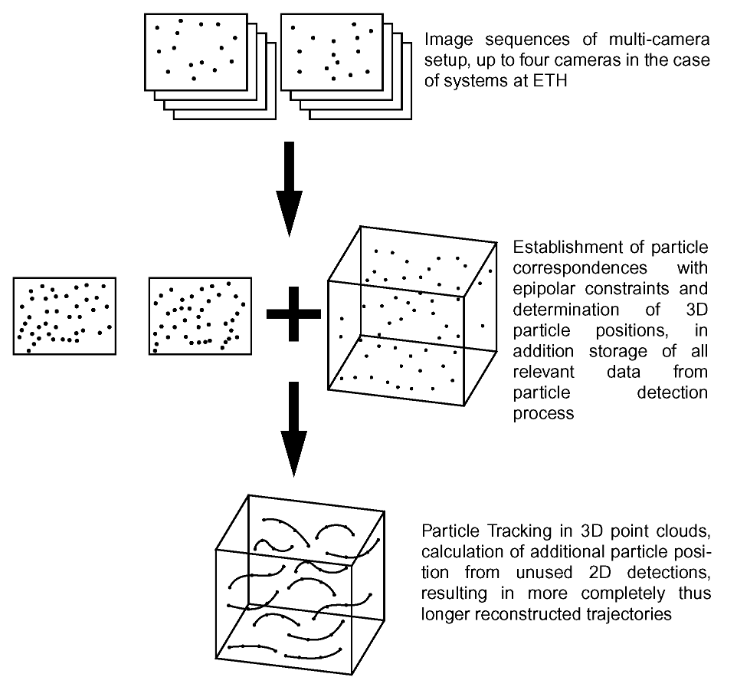 Image sequences of multi-camera
setup, up to four cameras in the case
of systems at ETH
Establishment of particle
correspondences with
epipolar constraints and
determination of 3D
particle positions, in
addition storage of all
relevant data from
particle detection
process
Particle Tracking in 3D point clouds,
calculation of additional particle posi-
tion from unused 2D detections,
resulting in more completely thus
longer reconstructed trajectories